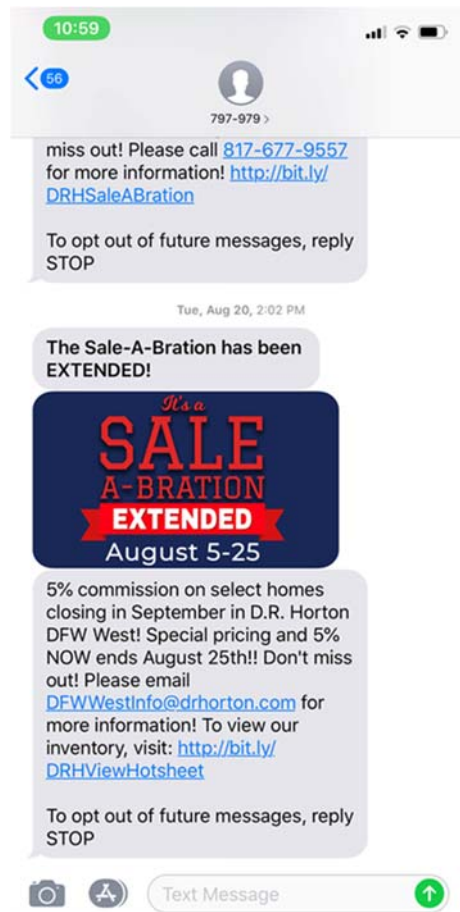 10:59
56
797-979 >
miss out! Please call 817-677-9557
for more information! http://bit.ly/
DRHSaleABration
To opt out of future messages, reply
STOP
Tue, Aug 20, 2:02 PM
The Sale-A-Bration has been
EXTENDED!
It's a
SALE
A-BRATION
EXTENDED
August 5-25
5% commission on select homes
closing in September in D.R. Horton
DFW West! Special pricing and 5%
NOW ends August 25th!! Don't miss
out! Please email
DFWWestInfo@drhorton.com for
more information! To view our
inventory, visit: http://bit.ly/
DRHViewHotsheet
To opt out of future messages, reply
STOP
Text Message